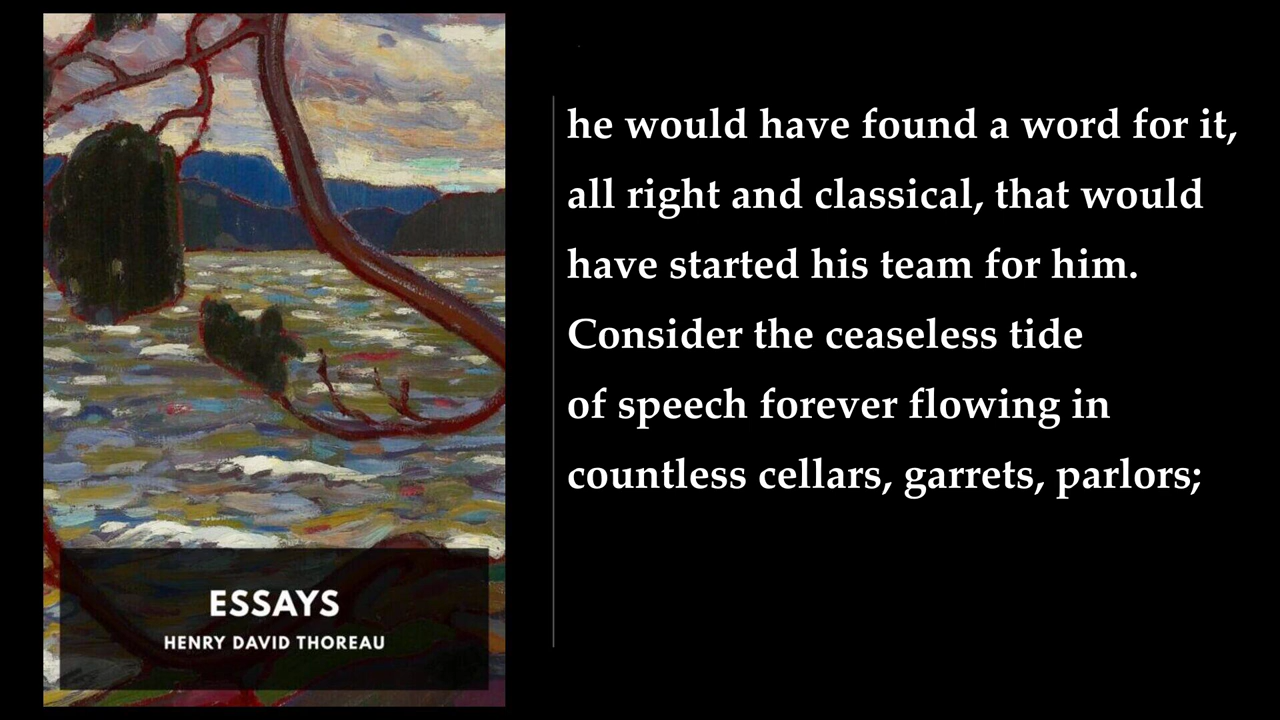 ESSAYS
HENRY DAVID THOREAU
he would have found a word for it,
all right and classical, that would
have started his team for him.
Consider the ceaseless tide
of speech forever flowing in
countless cellars, garrets, parlors;